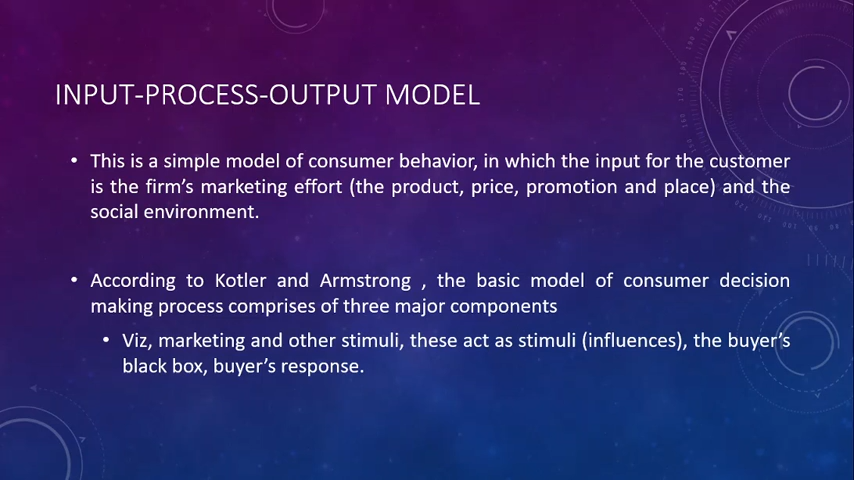 INPUT-PROCESS-OUTPUT MODEL
• This is a simple model of consumer behavior, in which the input for the customer
is the firm's marketing effort (the product, price, promotion and place) and the
social environment.
• According to Kotler and Armstrong , the basic model of consumer decision
making process comprises of three major components
• Viz, marketing and other stimuli, these act as stimuli (influences), the buyer's
black box, buyer's response.